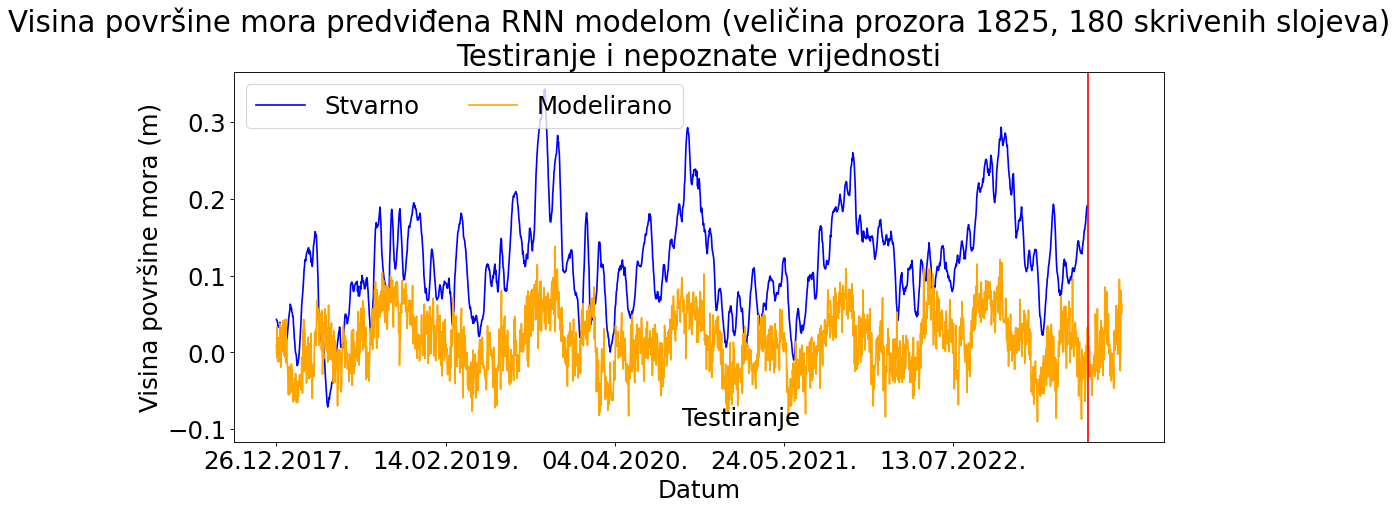 Visina površine mora predviđena RNN modelom (veličina prozora 1825, 180 skrivenih slojeva)
Testiranje i nepoznate vrijednosti
Stvarno
Modelirano
Visina površine mora (m)
0.3
0.2
0.1
0.0
−0.1
Testiranje
26.12.2017.
14.02.2019.
04.04.2020.
24.05.2021.
13.07.2022.
Datum